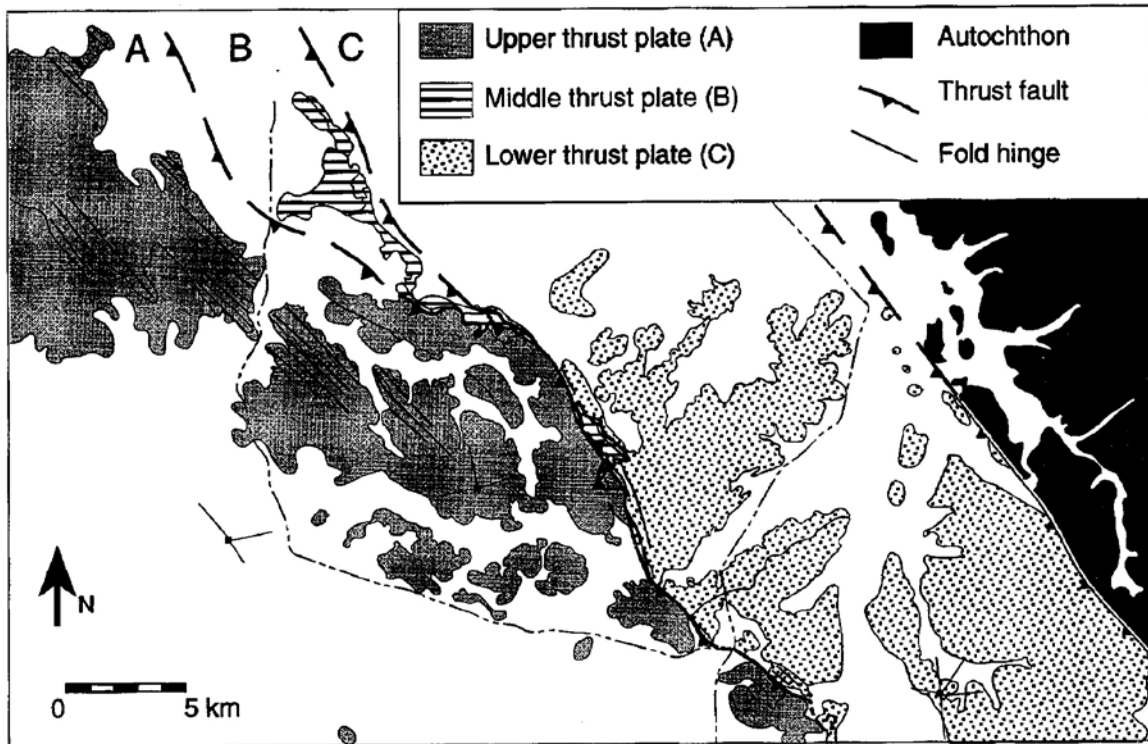 A B C
Upper thrust plate (A)
Middle thrust plate (B)
Lower thrust plate (C)
Autochthon
Thrust fault
Fold hinge
N
0 5 km